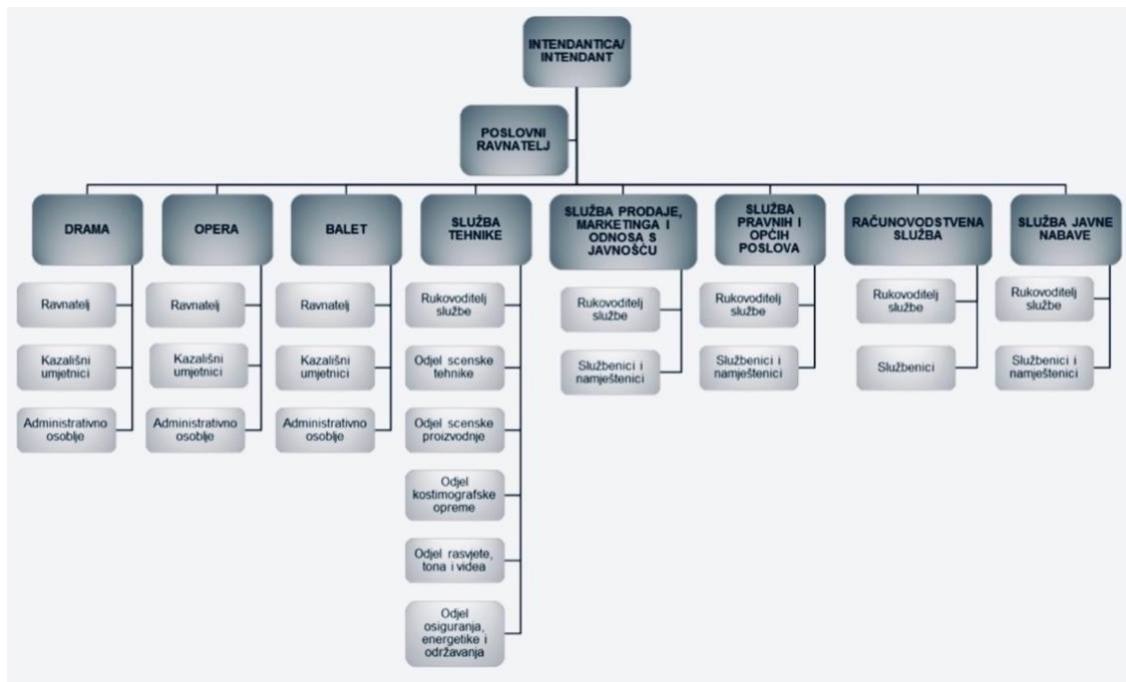 INTENDANTICA/
INTENDANT
POSLOVNI
RAVNATELJ
DRAMA
Ravnatelj
Kazališni
umjetnici
Administrativno
osoblje
OPERA
Ravnatelj
Kazališni
umjetnici
Administrativno
osoblje
BALET
Ravnatelj
Kazališni
umjetnici
Administrativno
osoblje
SLUŽBA
TEHNIKE
Rukovoditelj
službe
Odjel scenske
tehnike
Odjel scenske
proizvodnje
Odjel
kostimografske
opreme
Odjel rasvjete,
tona i videa
Odjel
osiguranja,
energetike i
održavanja
SLUŽBA PRODAJE,
MARKETINGA I
ODNOSA S
JAVNOŠĆU
Rukovoditelj
službe
Službenici i
namještenici
SLUŽBA
PRAVNIH I
OPĆIH
POSLOVA
Rukovoditelj
službe
Službenici i
namještenici
RAČUNOVODSTVENA
SLUŽBA
Rukovoditelj
službe
Službenici
SLUŽBA JAVNE
NABAVE
Rukovoditelj
službe
Službenici i
namještenici